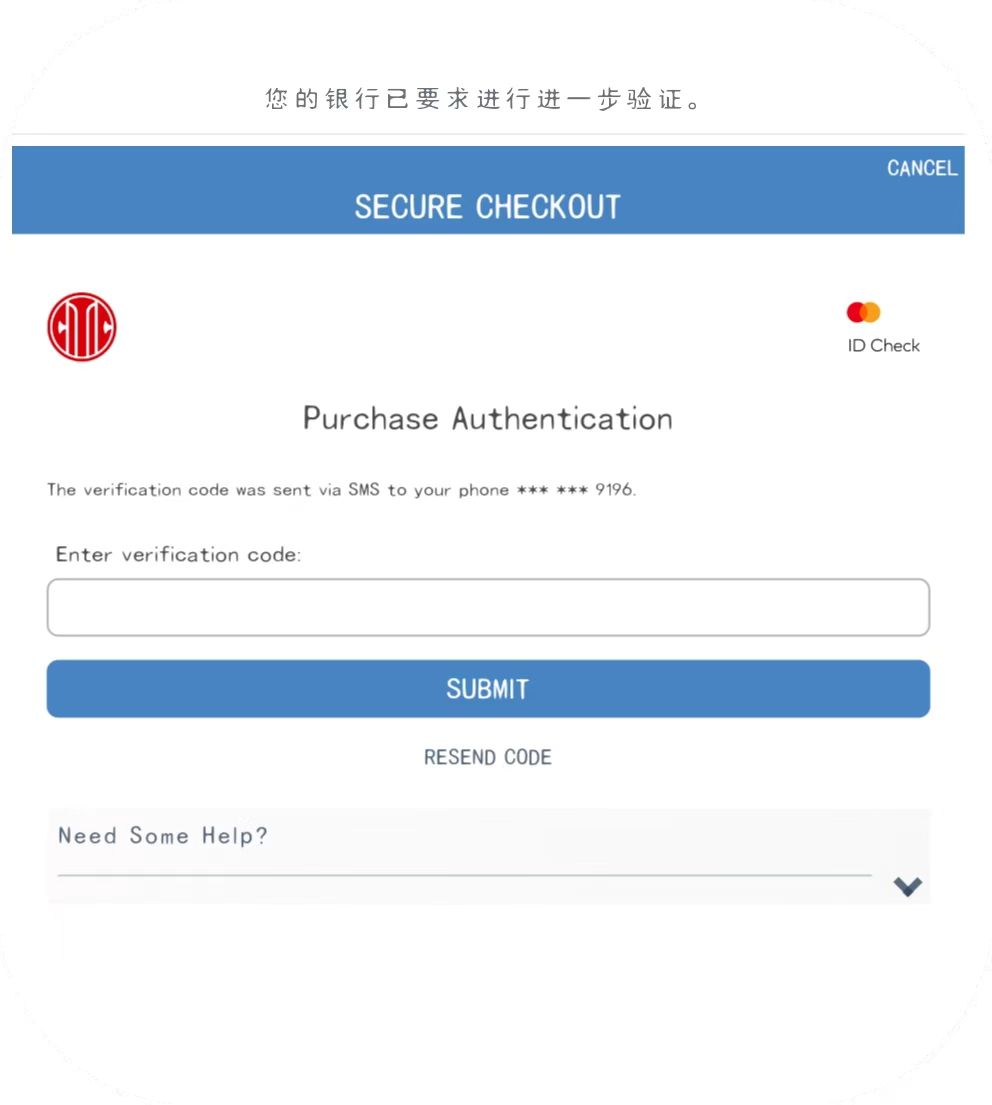 您的银行已要求进行进一步验证。
CANCEL
SECURE CHECKOUT
ID Check
Purchase Authentication
The verification code was sent via SMS to your phone *** *** 9196.
Enter verification code:
SUBMIT
RESEND CODE
Need Some Help?